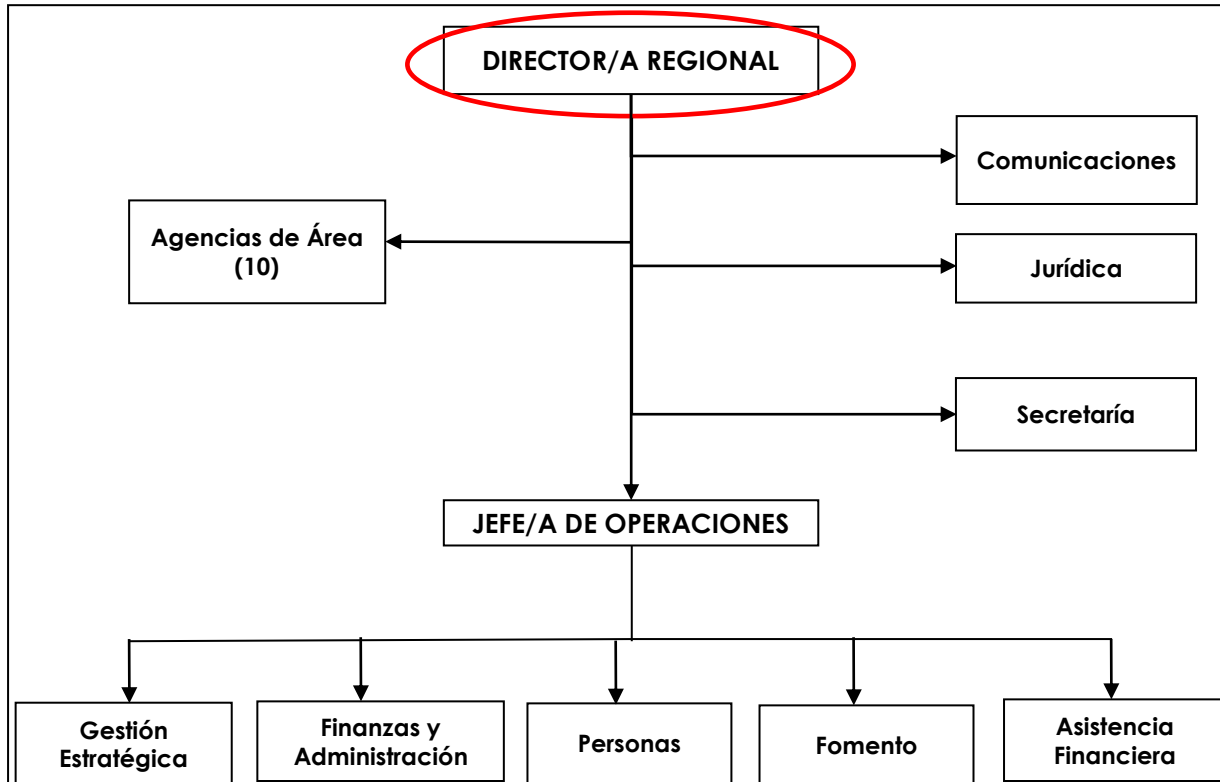 DIRECTOR/A REGIONAL
Comunicaciones
Agencias de Área
(10)
Jurídica
Secretaría
JEFE/A DE OPERACIONES
Gestión
Estratégica
Finanzas y
Administración
Personas
Fomento
Asistencia
Financiera